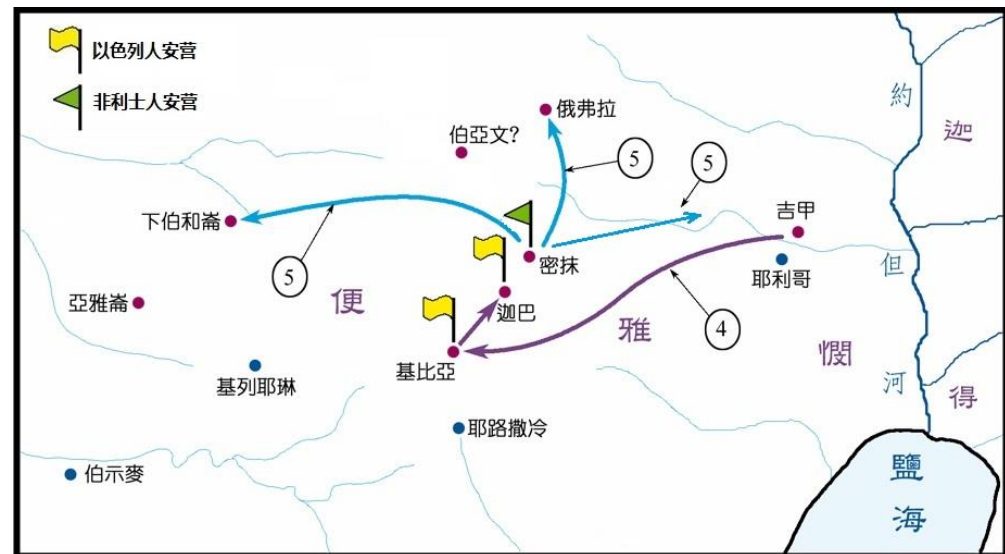 以色列人安营
非利士人安营
約
迦
俄弗拉
伯亞文?
5
5
下伯和崙
吉甲
5
密抹
但
耶利哥
亞雅崙
便
迦巴
雅
4
憫
基比亞
基列耶琳
河
得
耶路撒冷
伯示麥
鹽
海